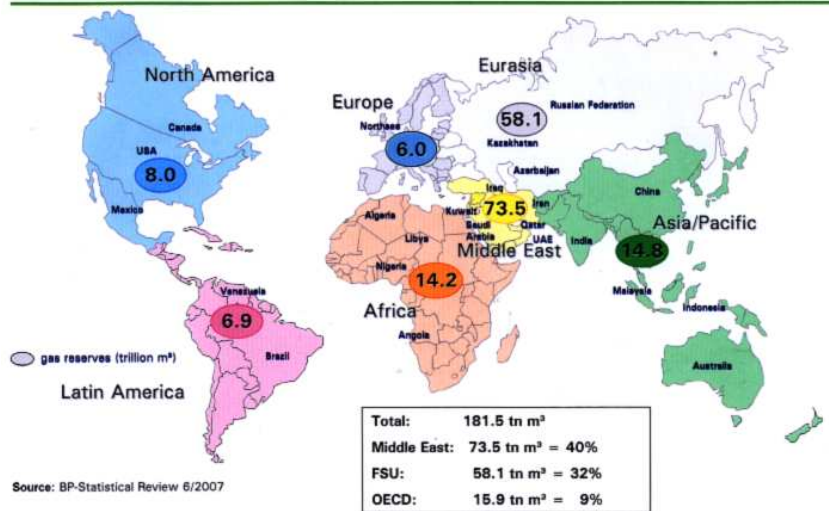 North America
Canada
USA
8.0
Mexico
Eurasia
Russian Federation
58.1
Kazakhstan
Azerbaijan
Europe
Northsea
6.0
Iraq
Iran
73.5
Kuwait
Saudi
Arabia
Qatar
UAE
Middle East
China
Asia/Pacific
14.8
India
Malaysia
Indonesia
Australia
Algeria
Libya
Nigeria
14.2
Africa
Angola
Venezuela
6.9
Brazil
Latin America
gas reserves (trillion m³)
Total: 181.5 tn m³
Middle East: 73.5 tn m³ = 40%
FSU: 58.1 tn m³ = 32%
OECD: 15.9 tn m³ = 9%
Source: BP-Statistical Review 6/2007